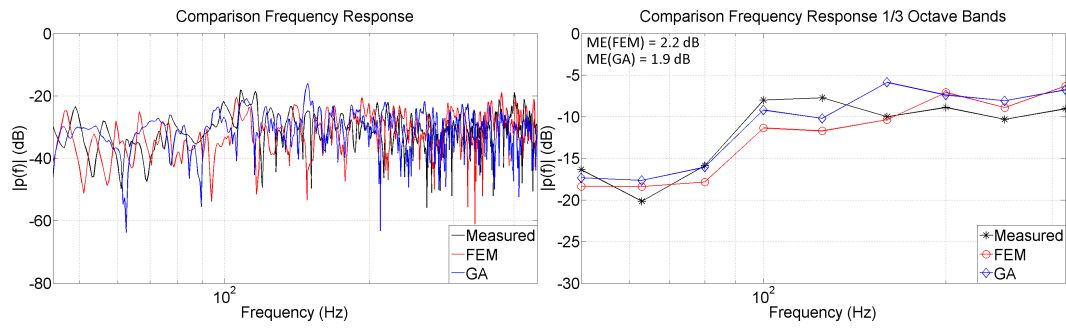 Comparison Frequency Response
0
-20
-40
-60
-80
|p(f)| (dB)
10²
Frequency (Hz)
Measured
FEM
GA
Comparison Frequency Response 1/3 Octave Bands
ME(FEM) = 2.2 dB
ME(GA) = 1.9 dB
0
-5
-10
-15
-20
-25
-30
|p(f)| (dB)
10²
Frequency (Hz)
Measured
FEM
GA